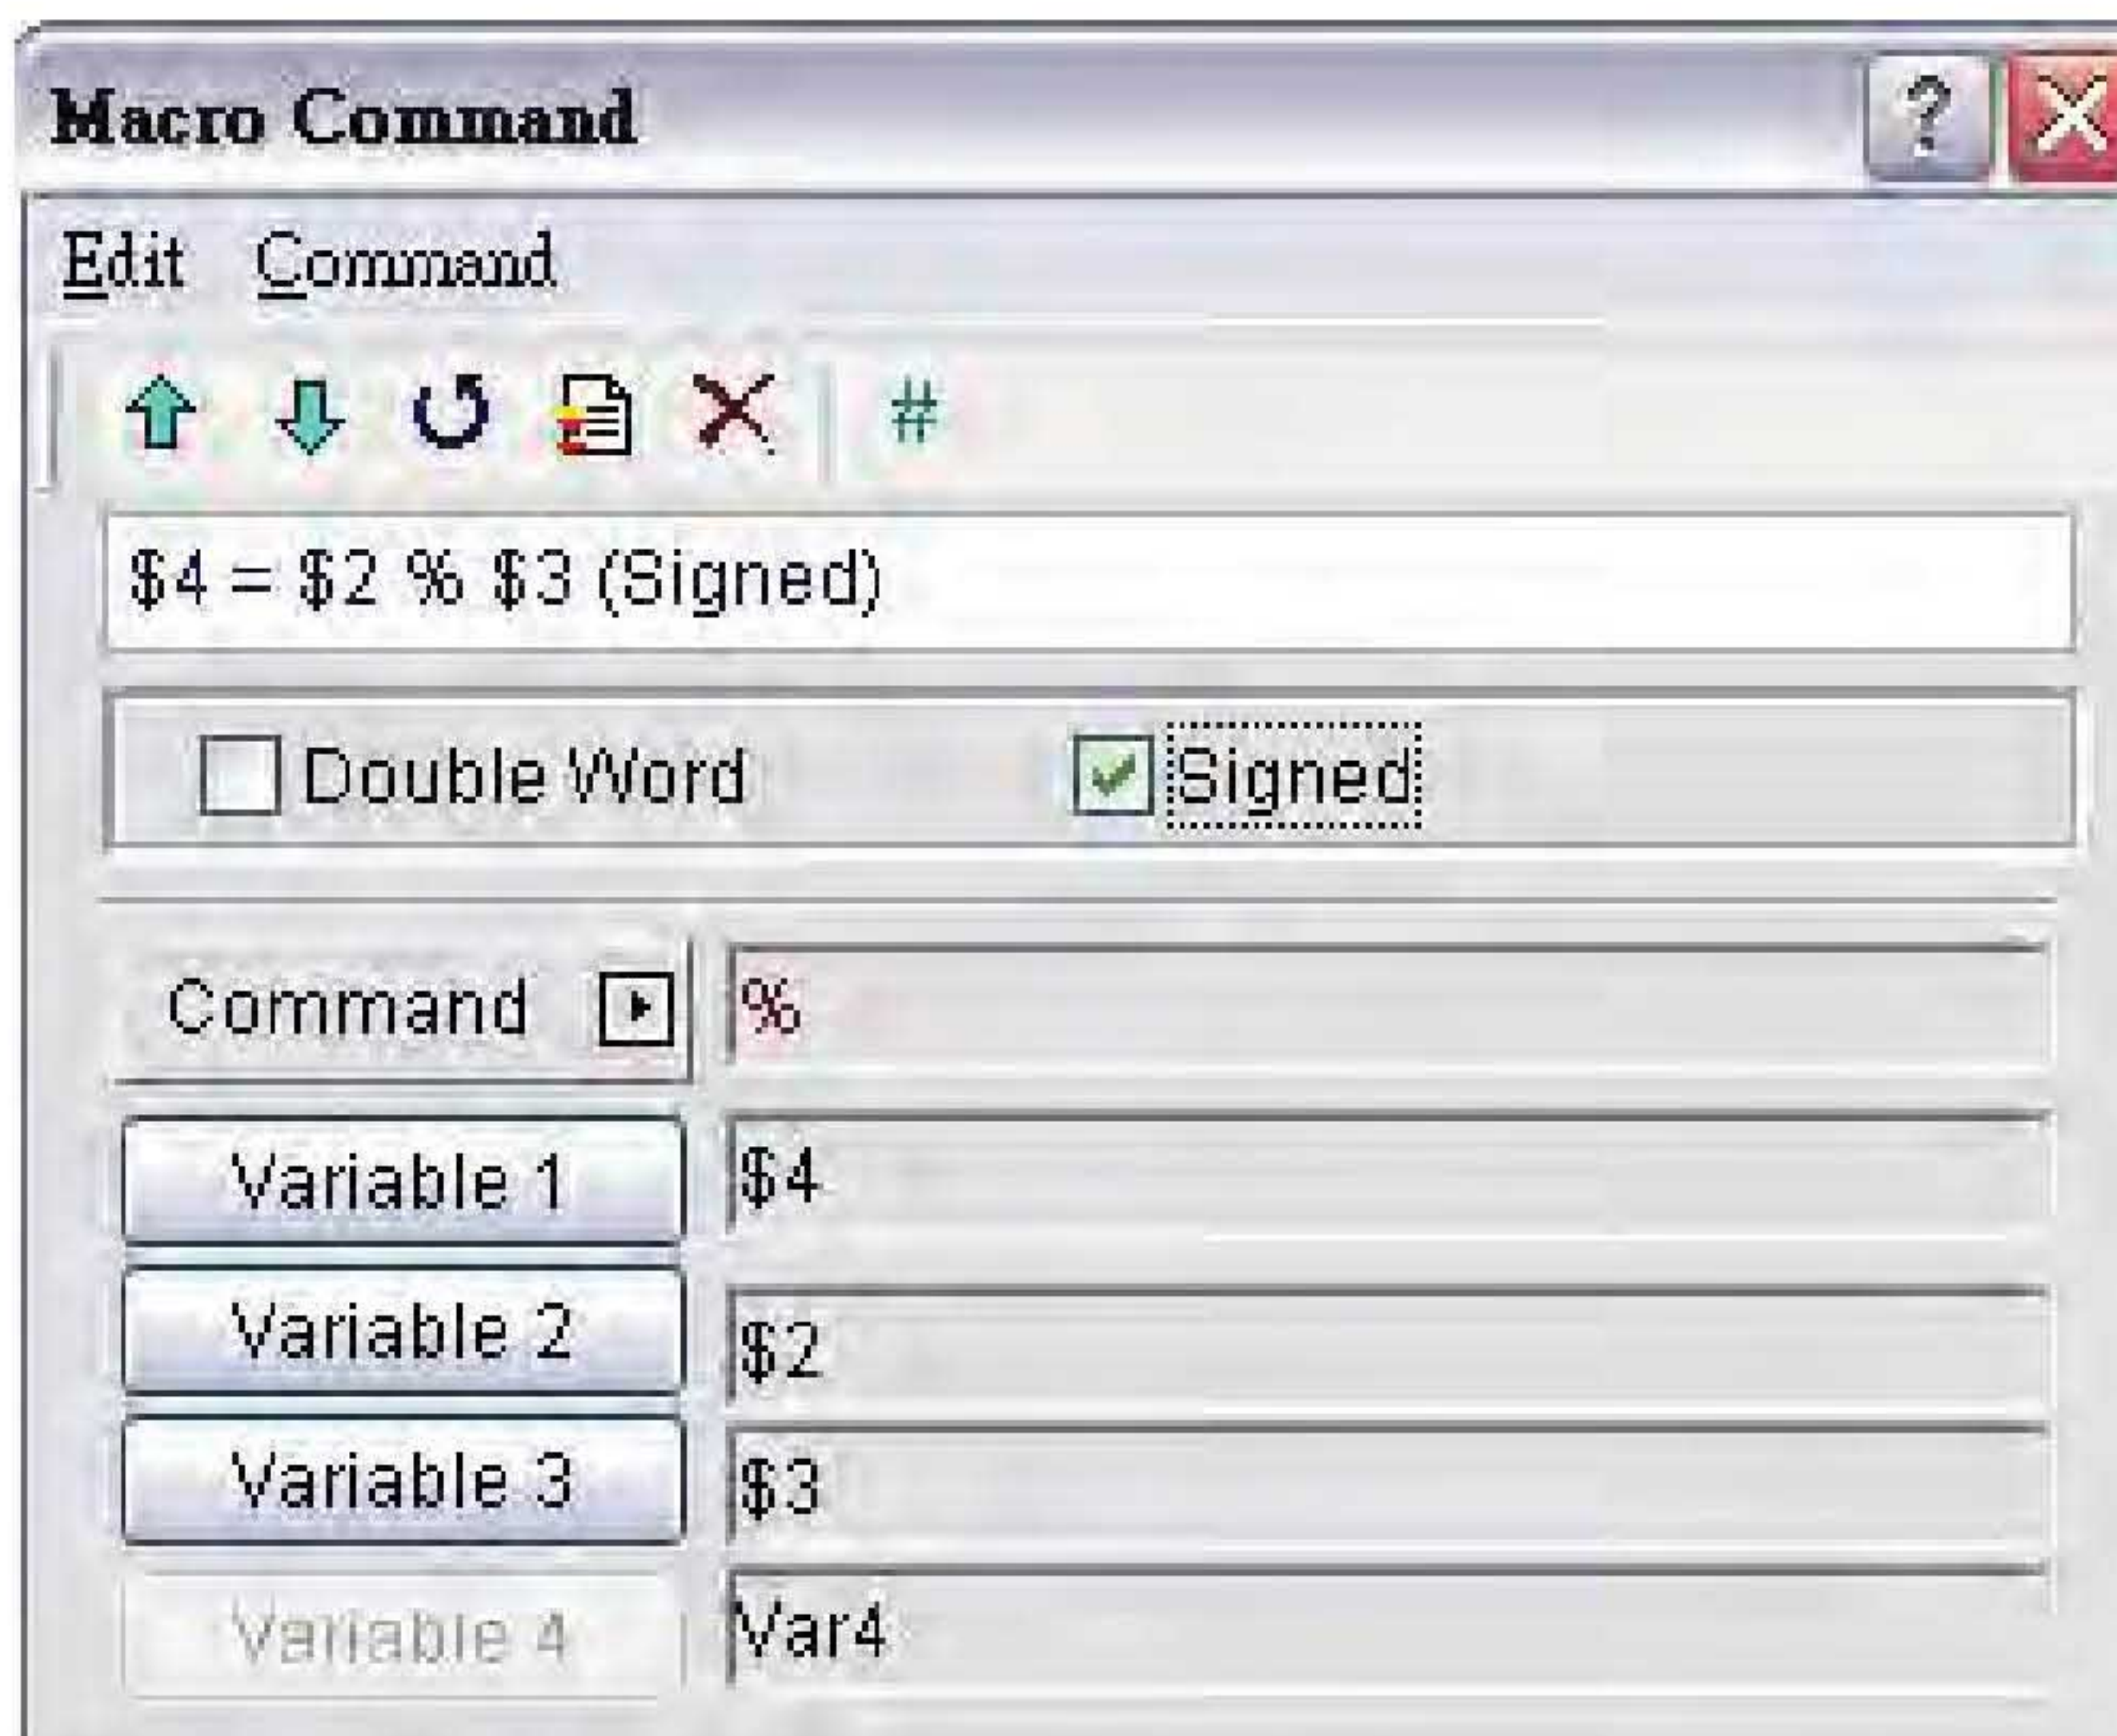 Macro Command
?
Edit Command
#
$4 = $2 % $3 (Signed)
Double Word Signed
Command %
Variable 1 $4
Variable 2 $2
Variable 3 $3
Variable 4 Var4